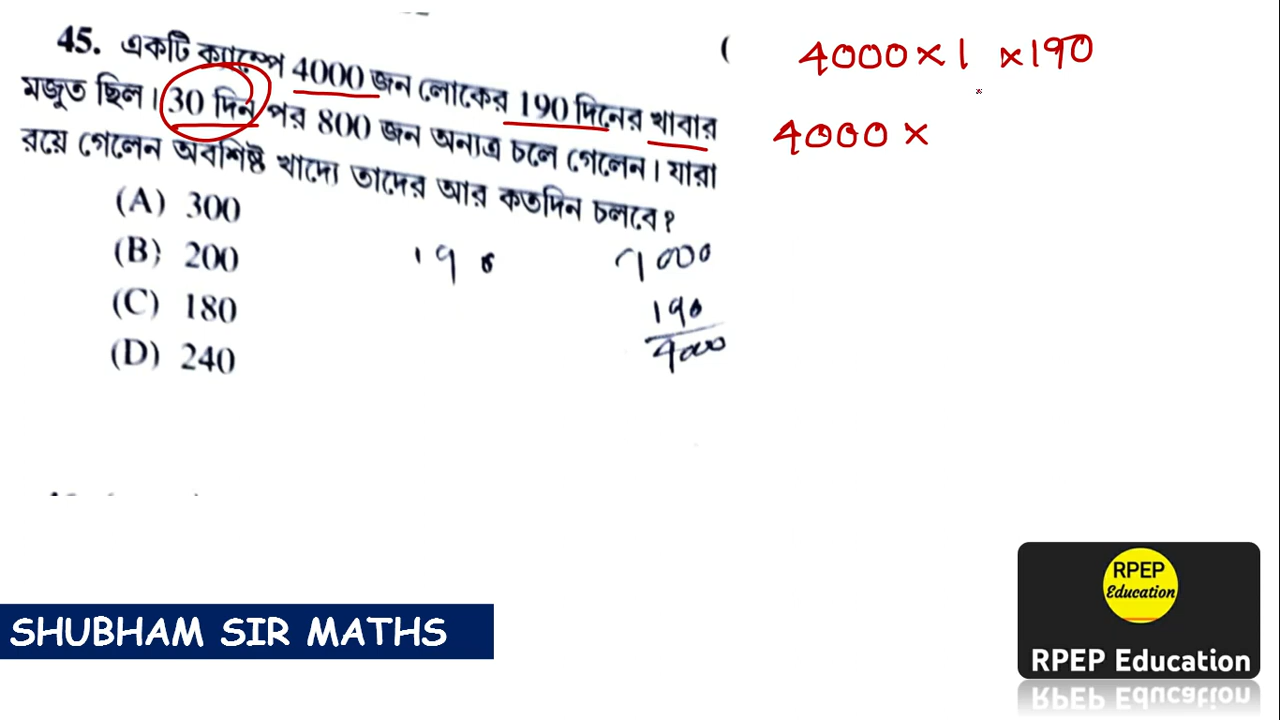 45. একটি ক্যাম্পে 4000 জন লোকের 190 দিনের খাবার
মজুত ছিল। 30 দিন পর 800 জন অন্যত্র চলে গেলেন। যারা
রয়ে গেলেন অবশিষ্ট খাদ্যে তাদের আর কতদিন চলবে?
(A) 300
(B) 200
(C) 180
(D) 240
190
190
4000
4000 × 1 × 190
4000 ×
SHUBHAM SIR MATHS
RPEP
Education
RPEP Education